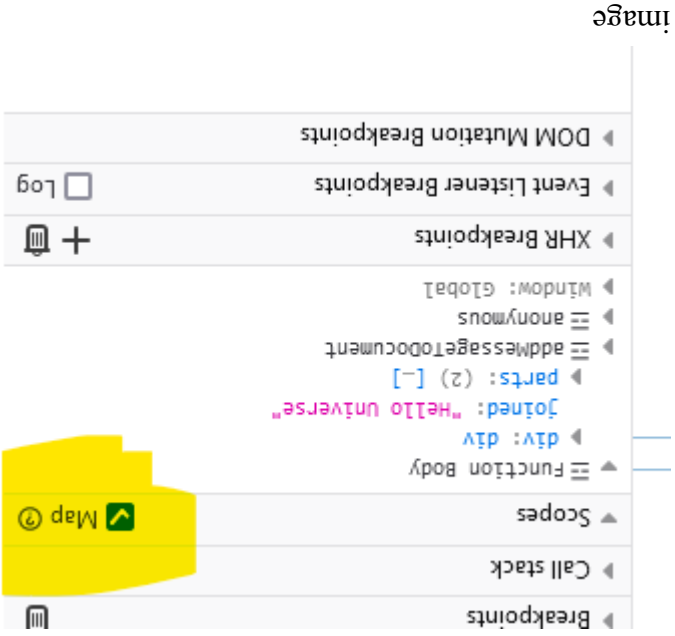 Breakpoints
Call stack
Scopes Map
Function Body
div: div
joined: "Hello Universe"
parts: (2) […]
addMessageToDocument
anonymous
Window: Global
XHR Breakpoints
Event Listener Breakpoints Log
DOM Mutation Breakpoints
image